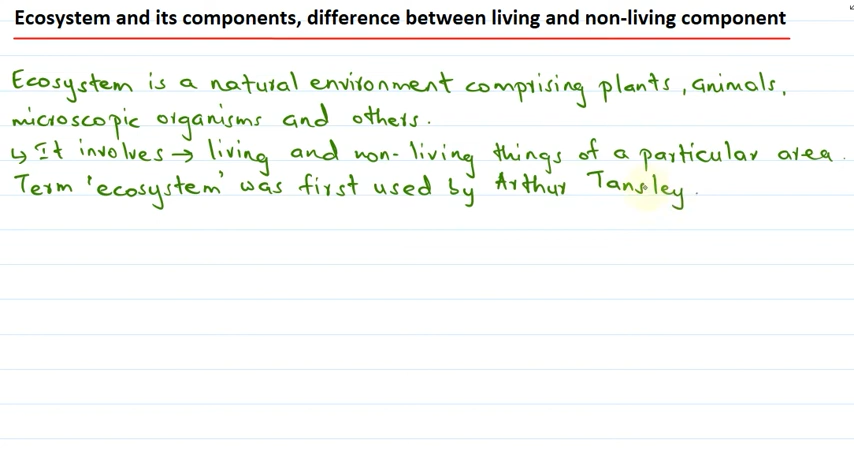 Ecosystem and its components, difference between living and non-living component
Ecosystem is a natural environment comprising plants, animals,
microscopic organisms and others.
↳ It involves → living and non-living things of a particular area.
Term 'ecosystem' was first used by Arthur Tansley.